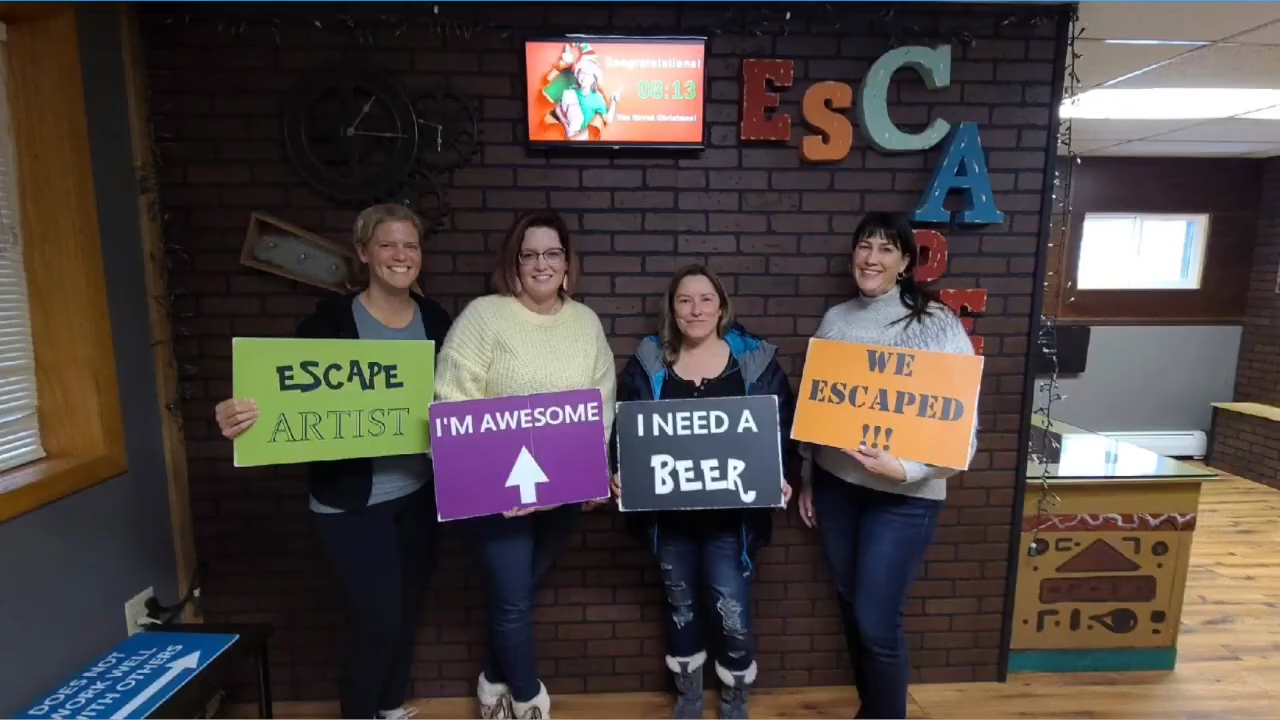 Congratulations!
08:13
EsCAPE
ESCAPE
ARTIST
I'M AWESOME
I NEED A
BEER
WE
ESCAPED
!!!
DOES NOT
WORK WELL
WITH OTHERS